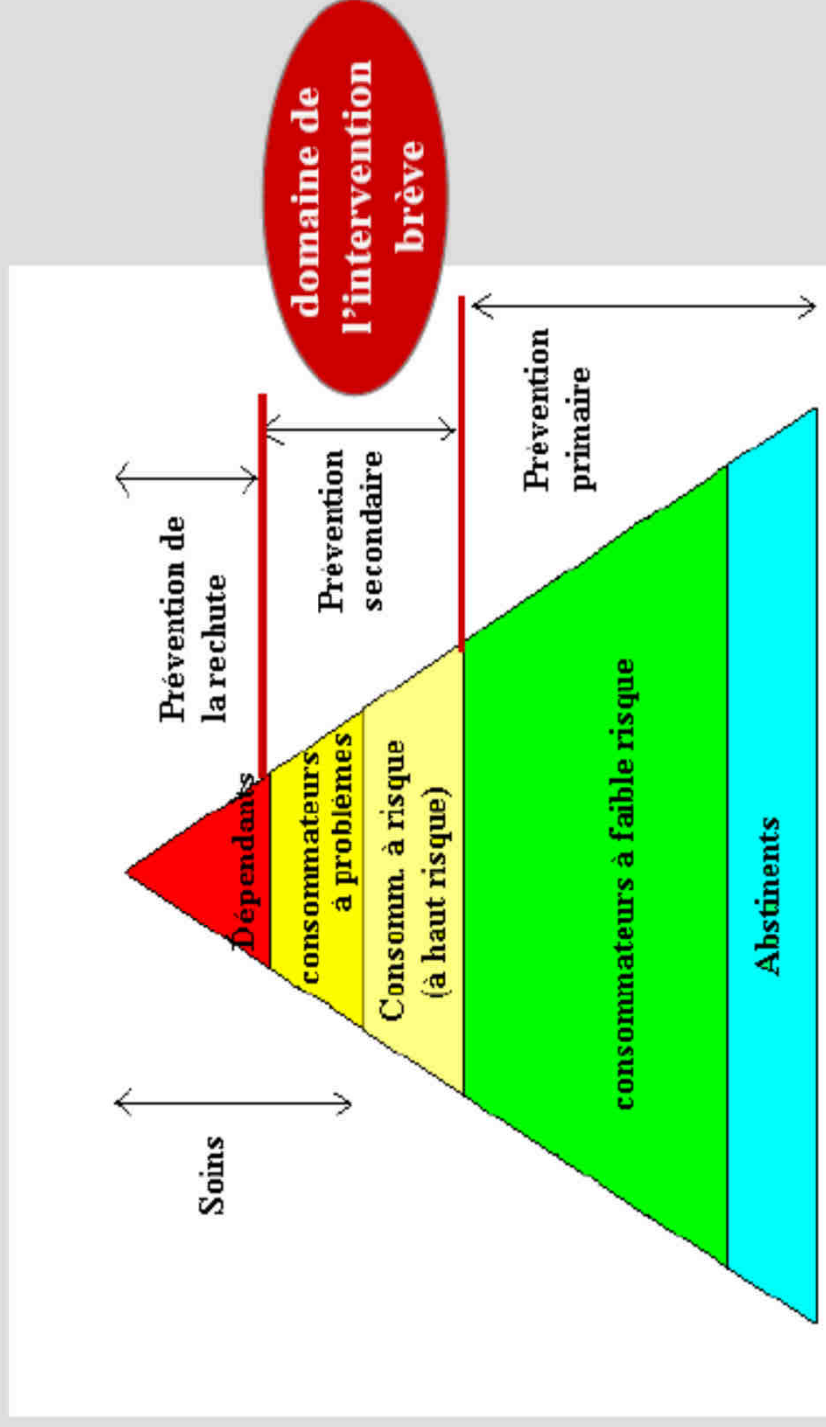 Soins
Dépendants
consommateurs
à problèmes
Consomm. à risque
(à haut risque)
consommateurs à faible risque
Abstinents
Prévention de
la rechute
Prévention
secondaire
Prévention
primaire
domaine de
l'intervention
brève